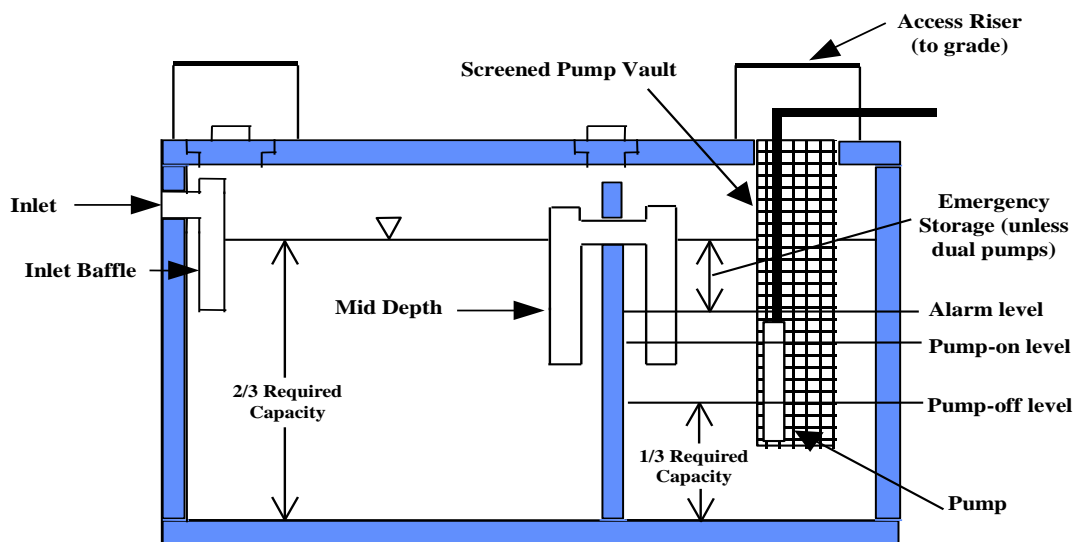 Access Riser
(to grade)
Screened Pump Vault
Inlet
Emergency
Storage (unless
dual pumps)
Inlet Baffle
Mid Depth
Alarm level
Pump-on level
2/3 Required
Capacity
Pump-off level
1/3 Required
Capacity
Pump